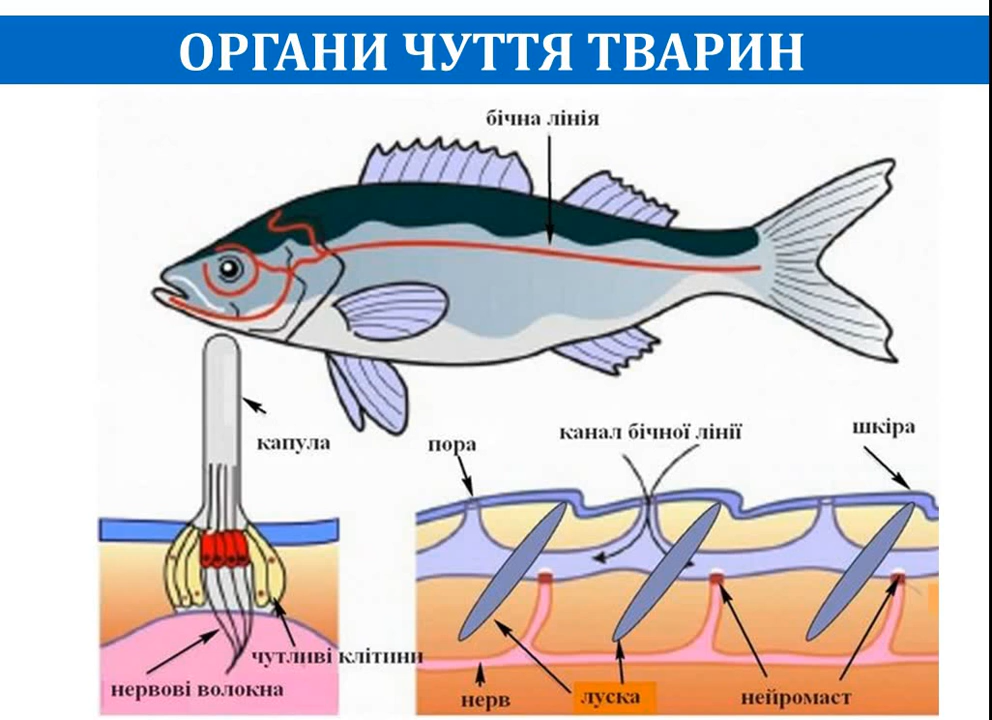 ОРГАНИ ЧУТТЯ ТВАРИН
бічна лінія
капула
пора
канал бічної лінії
шкіра
чутливі клітини
нервові волокна
нерв
луска
нейромаст